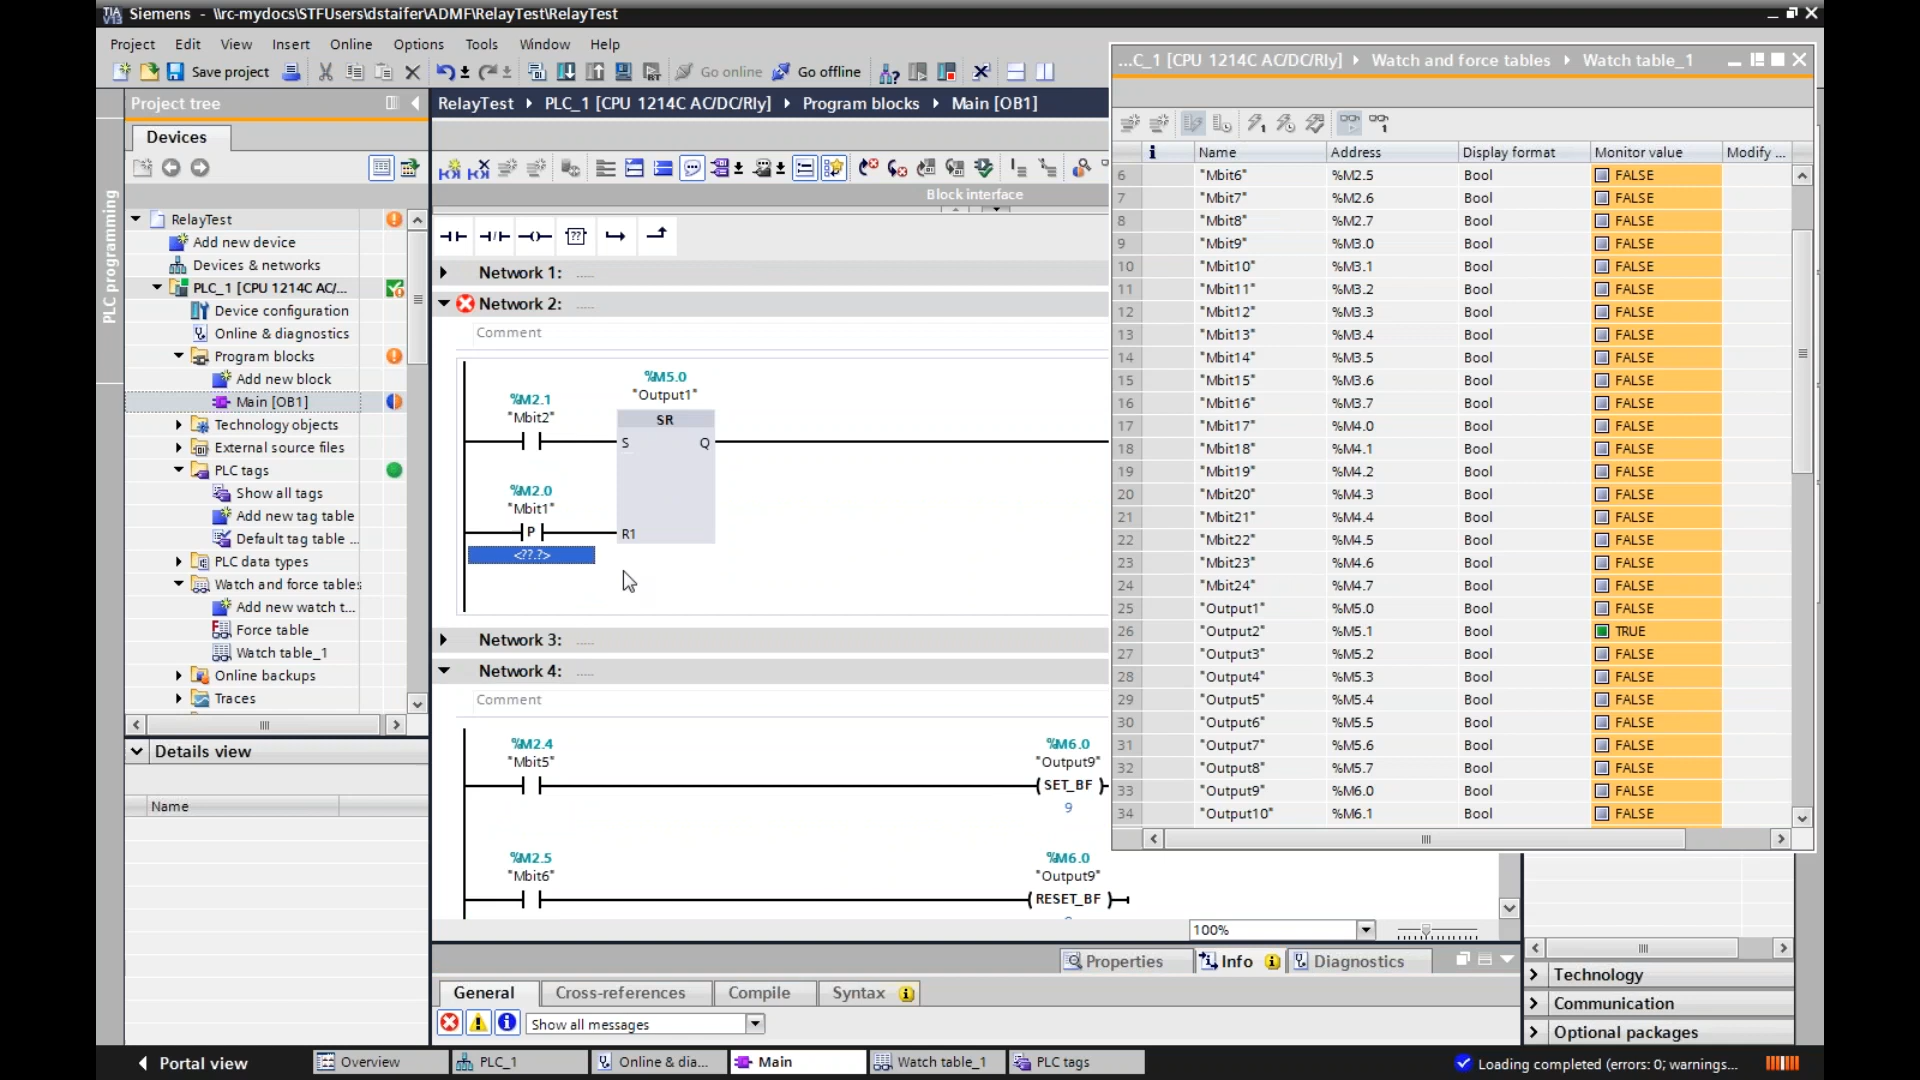 Siemens - \\rc-mydocs\STFUsers\dstaifer\ADMF\RelayTest\RelayTest
Project Edit View Insert Online Options Tools Window Help
Save project
Go online
Go offline
Project tree
Devices
PLC programming
RelayTest
Add new device
Devices & networks
PLC_1 [CPU 1214C AC/...
Device configuration
Online & diagnostics
Program blocks
Add new block
Main [OB1]
Technology objects
External source files
PLC tags
Show all tags
Add new tag table
Default tag table ...
PLC data types
Watch and force tables
Add new watch t...
Force table
Watch table_1
Online backups
Traces
Details view
Name
RelayTest PLC_1 [CPU 1214C AC/DC/Rly] Program blocks Main [OB1]
Block interface
Network 1: .....
Network 2: .....
Comment
%M5.0
"Output1"
%M2.1
"Mbit2"
SR
S Q
%M2.0
"Mbit1"
P
R1
<??.?>
Network 3: .....
Network 4: .....
Comment
%M2.4
"Mbit5"
%M6.0
"Output9"
SET_BF
9
%M2.5
"Mbit6"
%M6.0
"Output9"
RESET_BF
100%
Properties Info Diagnostics
General Cross-references Compile Syntax
Show all messages
...C_1 [CPU 1214C AC/DC/Rly] Watch and force tables Watch table_1
i Name Address Display format Monitor value Modify ...
6 "Mbit6" %M2.5 Bool FALSE
7 "Mbit7" %M2.6 Bool FALSE
8 "Mbit8" %M2.7 Bool FALSE
9 "Mbit9" %M3.0 Bool FALSE
10 "Mbit10" %M3.1 Bool FALSE
11 "Mbit11" %M3.2 Bool FALSE
12 "Mbit12" %M3.3 Bool FALSE
13 "Mbit13" %M3.4 Bool FALSE
14 "Mbit14" %M3.5 Bool FALSE
15 "Mbit15" %M3.6 Bool FALSE
16 "Mbit16" %M3.7 Bool FALSE
17 "Mbit17" %M4.0 Bool FALSE
18 "Mbit18" %M4.1 Bool FALSE
19 "Mbit19" %M4.2 Bool FALSE
20 "Mbit20" %M4.3 Bool FALSE
21 "Mbit21" %M4.4 Bool FALSE
22 "Mbit22" %M4.5 Bool FALSE
23 "Mbit23" %M4.6 Bool FALSE
24 "Mbit24" %M4.7 Bool FALSE
25 "Output1" %M5.0 Bool FALSE
26 "Output2" %M5.1 Bool TRUE
27 "Output3" %M5.2 Bool FALSE
28 "Output4" %M5.3 Bool FALSE
29 "Output5" %M5.4 Bool FALSE
30 "Output6" %M5.5 Bool FALSE
31 "Output7" %M5.6 Bool FALSE
32 "Output8" %M5.7 Bool FALSE
33 "Output9" %M6.0 Bool FALSE
34 "Output10" %M6.1 Bool FALSE
Technology
Communication
Optional packages
Portal view
Overview
PLC_1
Online & dia...
Main
Watch table_1
PLC tags
Loading completed (errors: 0; warnings...